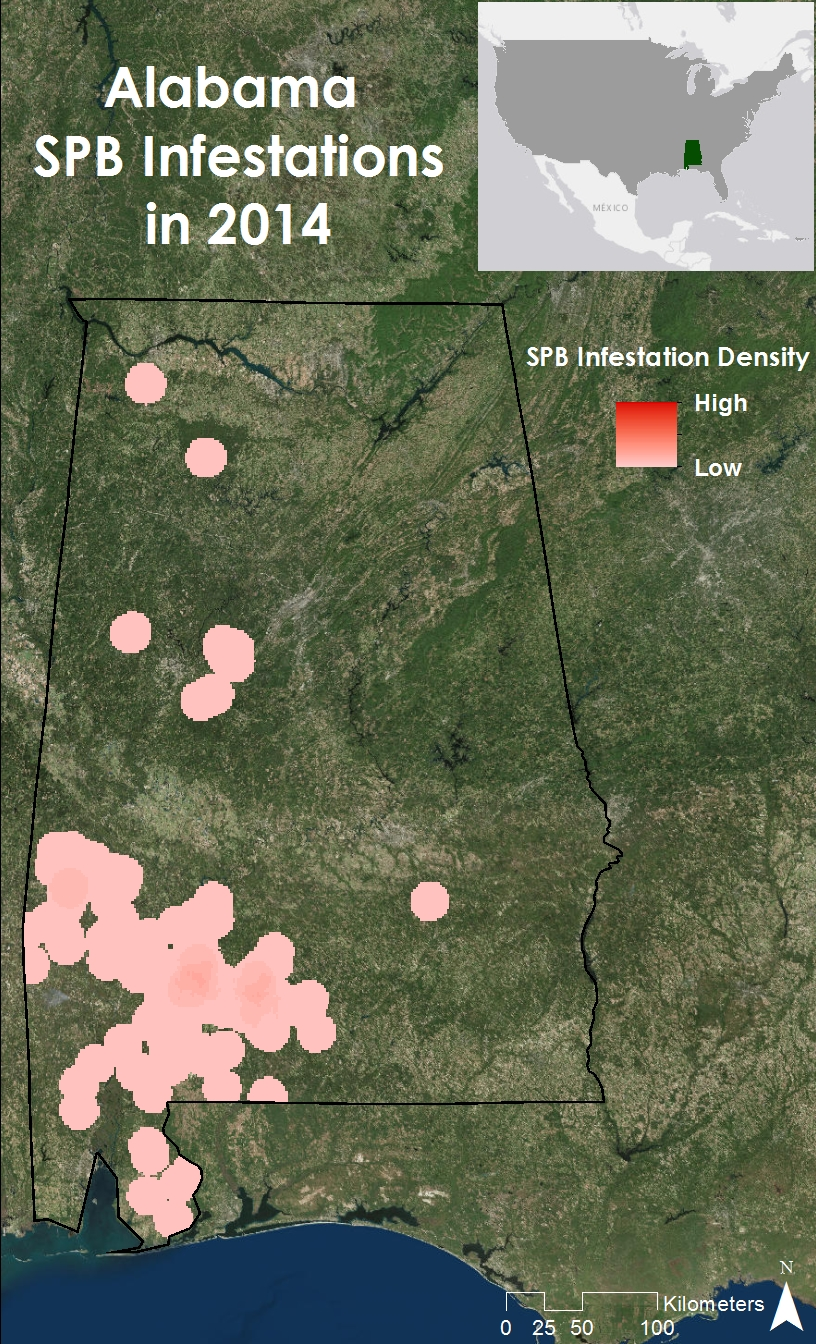 Alabama
SPB Infestations
in 2014
MÉXICO
SPB Infestation Density
High
Low
N
Kilometers
0 25 50 100